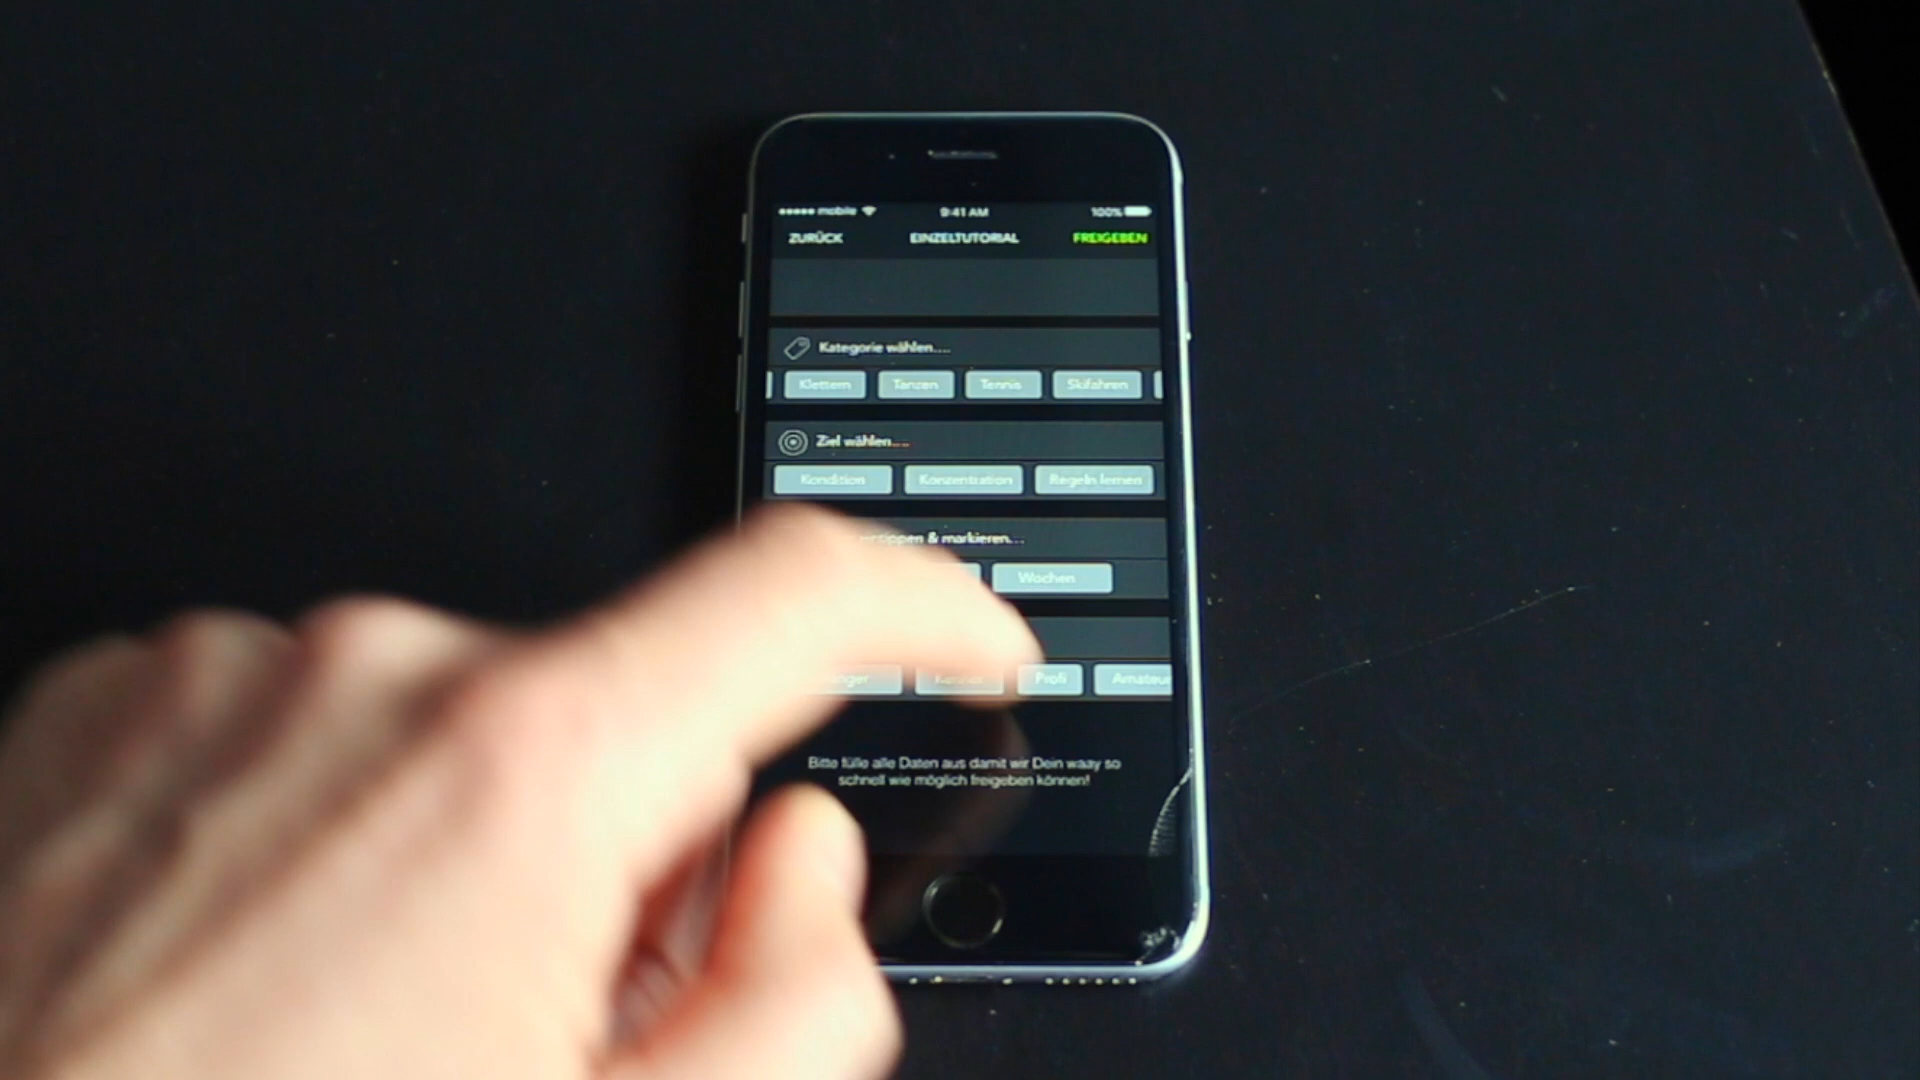 mobile 9:41 AM 100%
ZURÜCK EINZELTUTORIAL FREIGEBEN
Kategorie wählen....
Klettern Tanzen Tennis Skifahren
Ziel wählen....
Kondition Konzentration Regeln lernen
& markieren...
Wochen
Profi Amateur
Bitte fülle alle Daten aus damit wir Dein waay so
schnell wie möglich freigeben können!